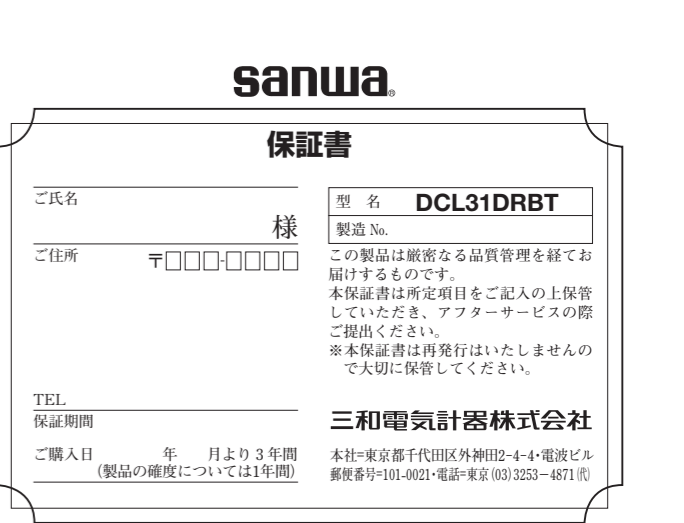 sanwa®
保証書
ご氏名
様
ご住所 〒□□□-□□□□
TEL
保証期間
ご購入日 年 月より3年間
(製品の確度については1年間)
型 名 DCL31DRBT
製造 No.
この製品は厳密なる品質管理を経てお
届けするものです。
本保証書は所定項目をご記入の上保管
していただき、アフターサービスの際
ご提出ください。
※本保証書は再発行はいたしませんの
で大切に保管してください。
三和電気計器株式会社
本社=東京都千代田区外神田2-4-4・電波ビル
郵便番号=101-0021・電話=東京(03)3253-4871㈹